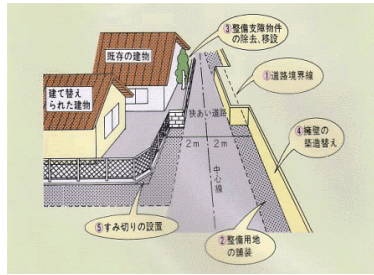 ③整備支障物件
の除去、移設
既存の建物
①道路境界線
建て替え
られた建物
狭あい道路
④擁壁の
築造替え
2m
2m
中心線
⑤すみ切りの設置
②整備用地
の舗装